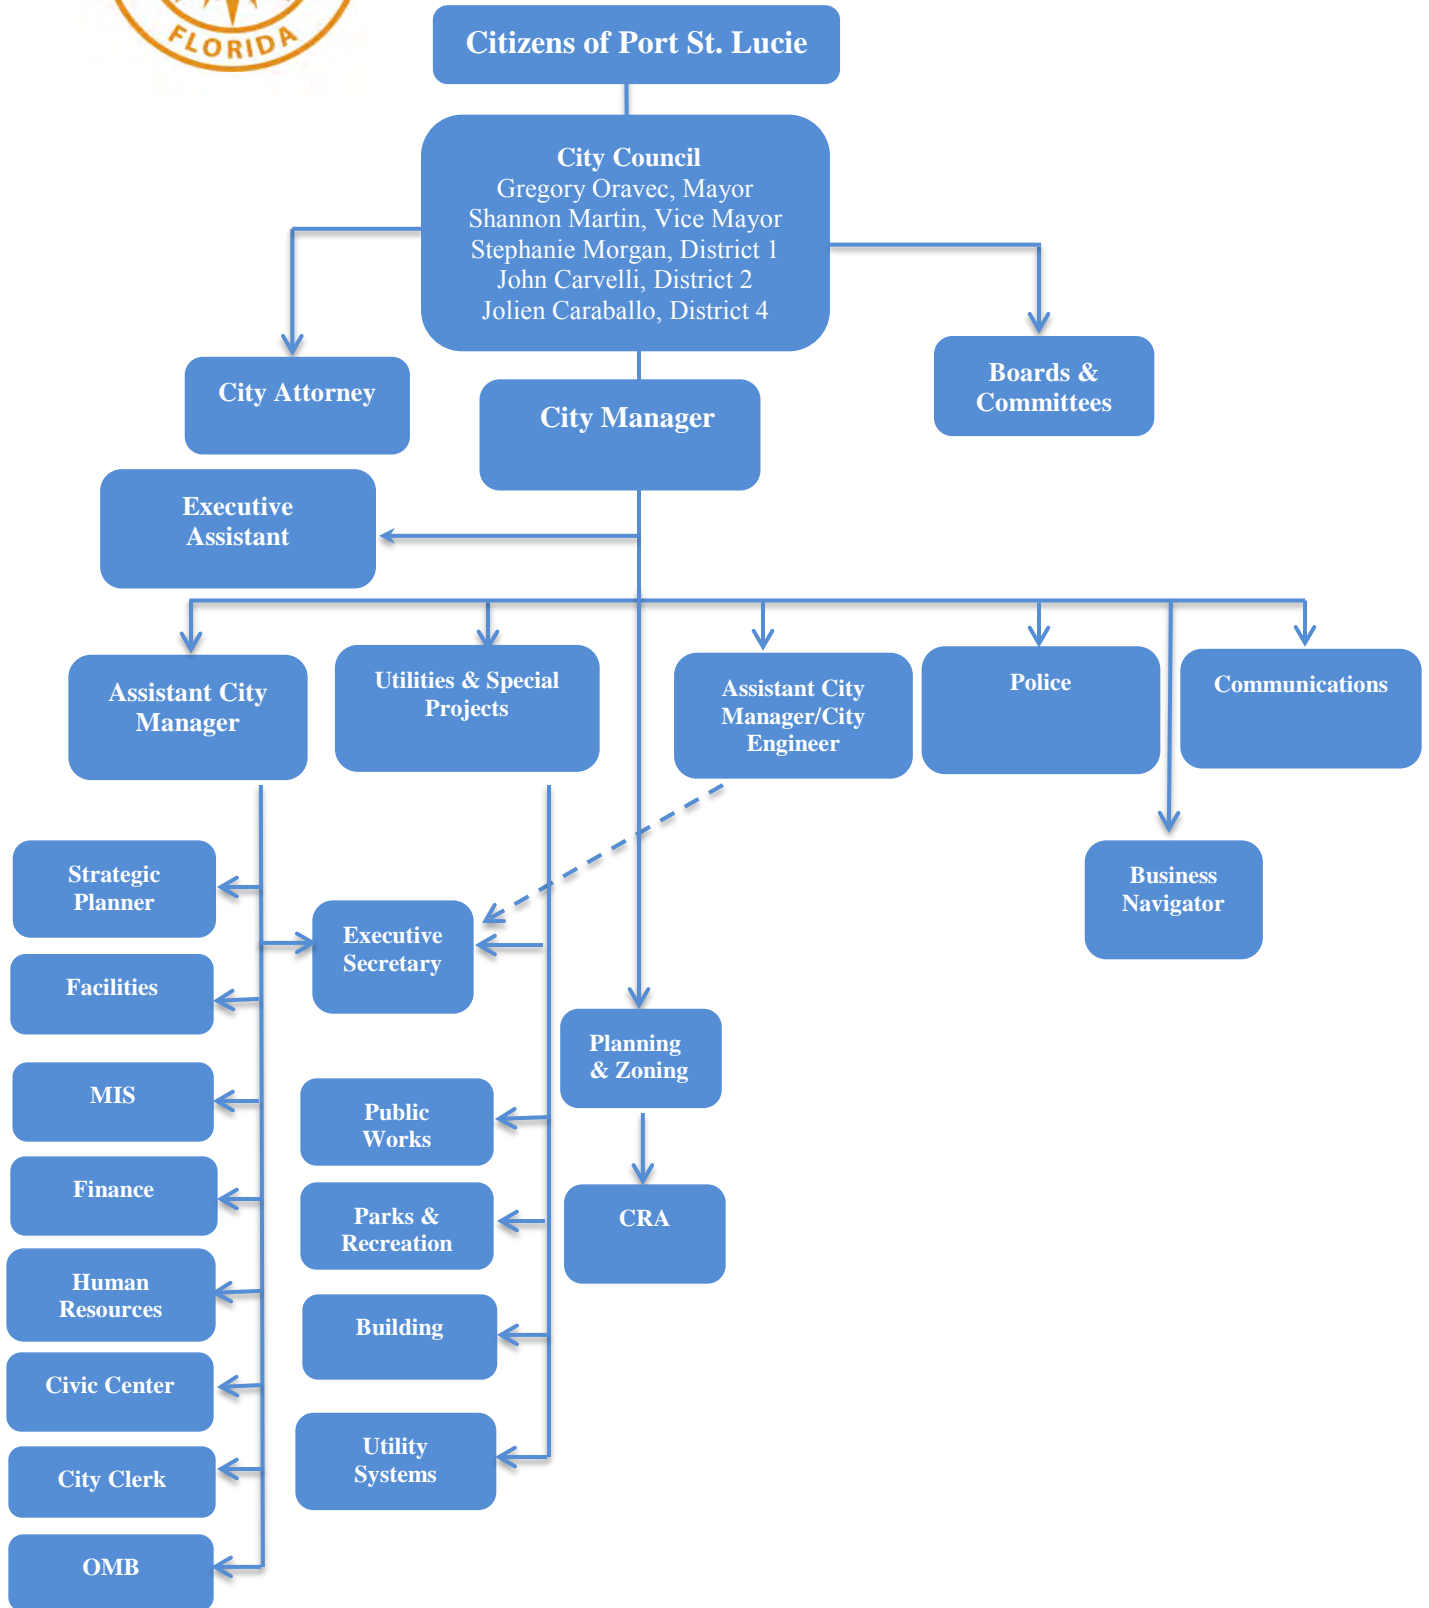 FLORIDA
Citizens of Port St. Lucie
City Council
Gregory Oravec, Mayor
Shannon Martin, Vice Mayor
Stephanie Morgan, District 1
John Carvelli, District 2
Jolien Caraballo, District 4
City Attorney
City Manager
Boards &
Committees
Executive
Assistant
Assistant City
Manager
Utilities & Special
Projects
Assistant City
Manager/City
Engineer
Police
Communications
Strategic
Planner
Business
Navigator
Executive
Secretary
Facilities
Planning
& Zoning
MIS
Public
Works
Finance
Parks &
Recreation
CRA
Human
Resources
Building
Civic Center
Utility
Systems
City Clerk
OMB